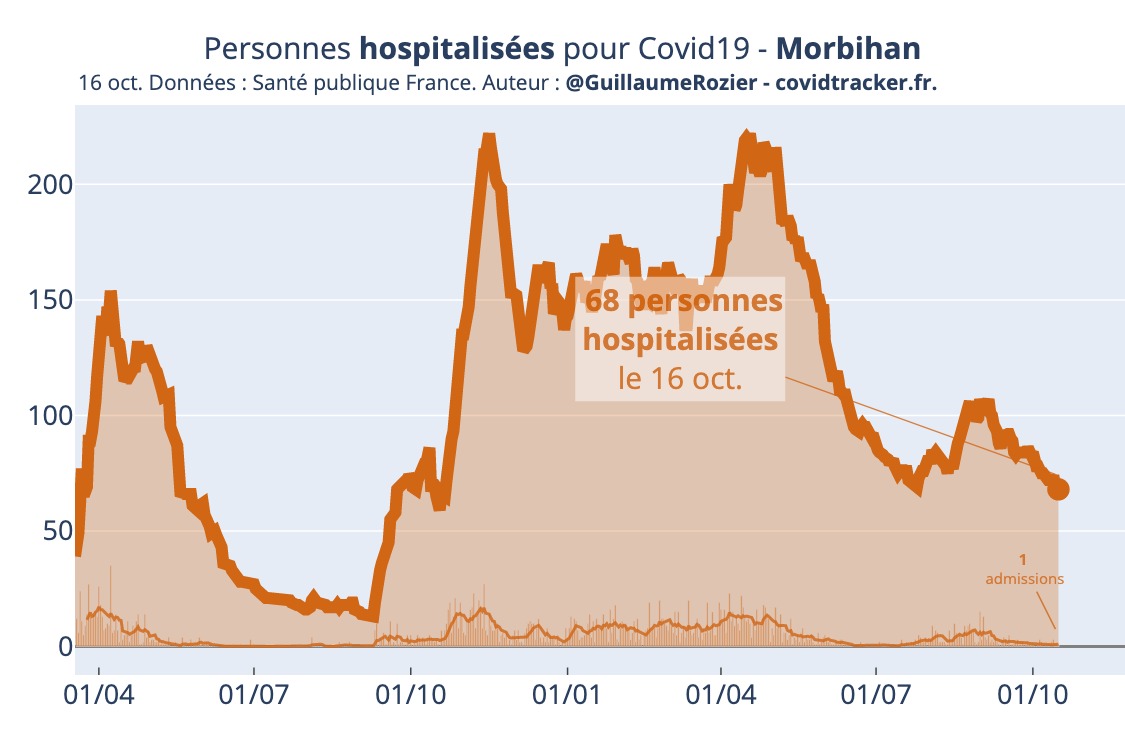 Personnes hospitalisées pour Covid19 - Morbihan
16 oct. Données : Santé publique France. Auteur : @GuillaumeRozier - covidtracker.fr.
200
150
100
50
0
68 personnes
hospitalisées
le 16 oct.
1
admissions
01/04
01/07
01/10
01/01
01/04
01/07
01/10